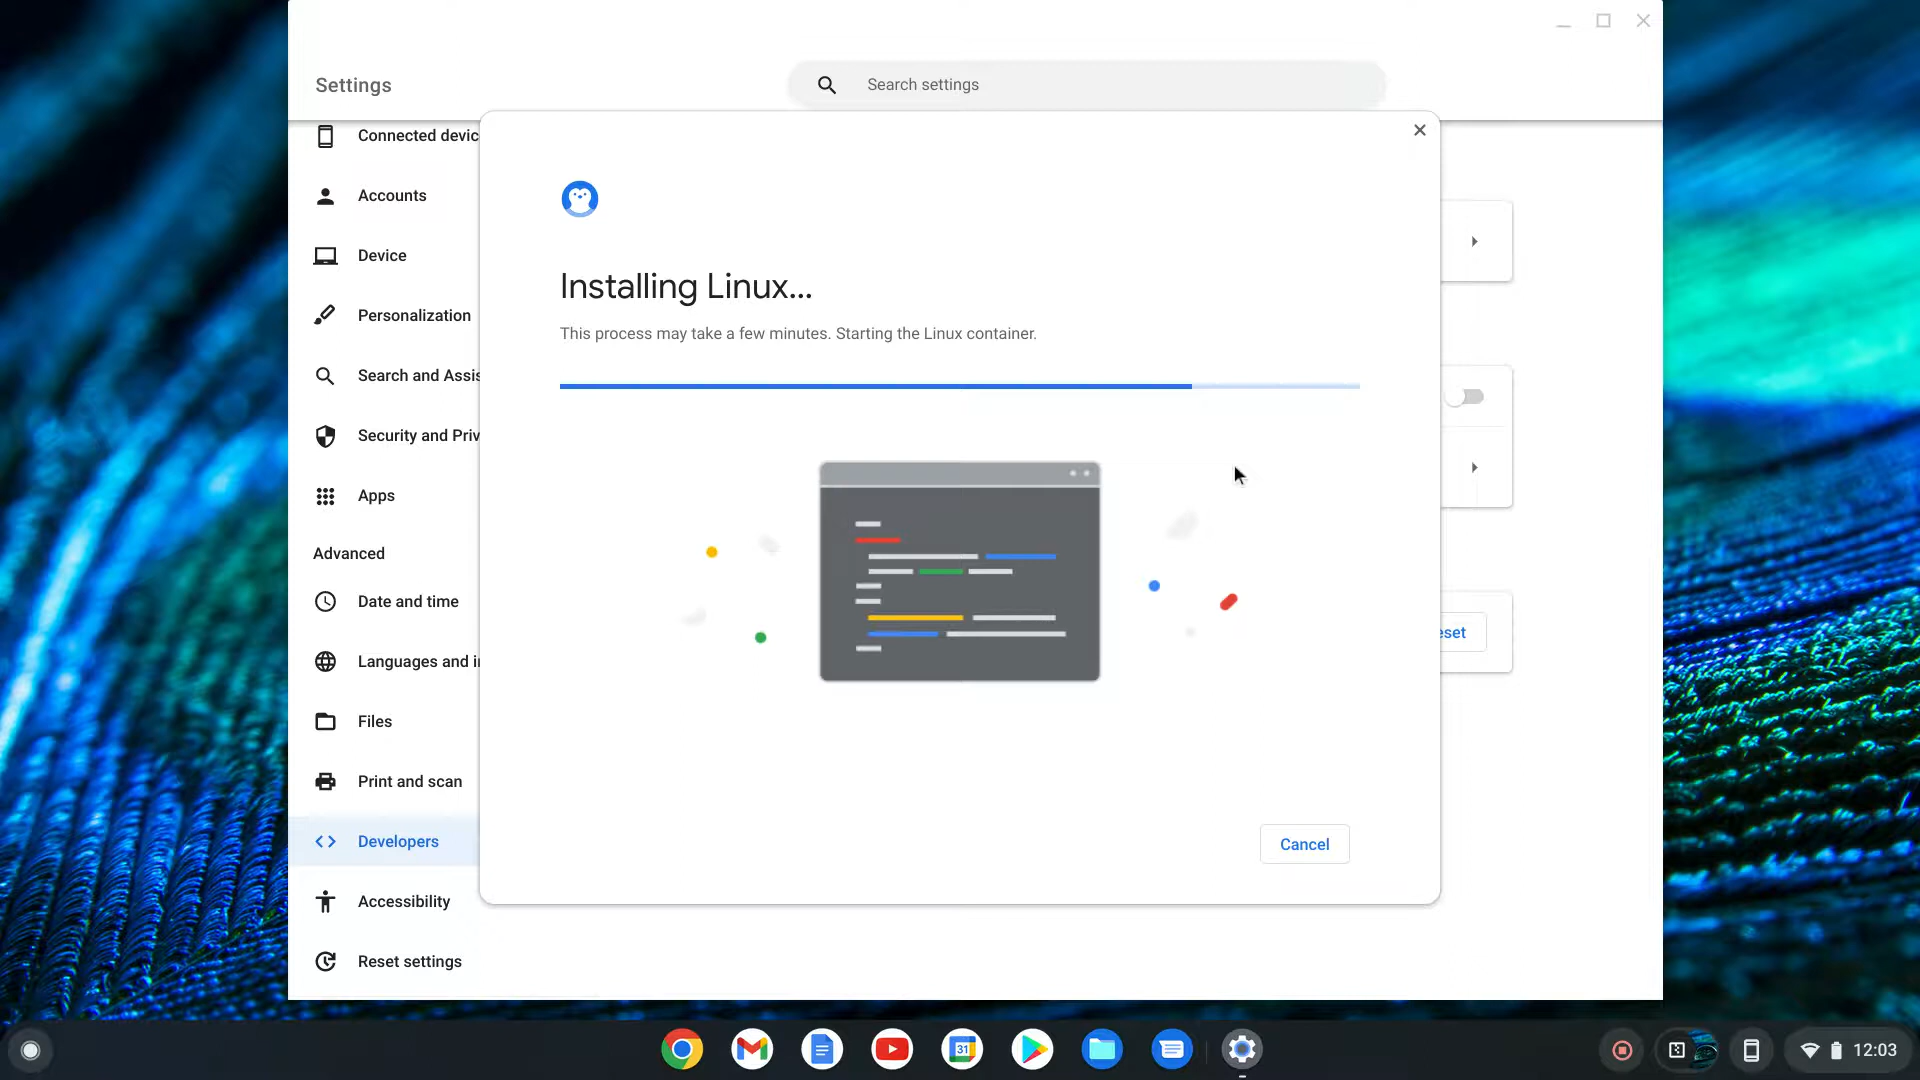 Settings
Search settings
Connected devic
Accounts
Device
Personalization
Search and Assis
Security and Priv
Apps
Advanced
Date and time
Languages and i
Files
Print and scan
Developers
Accessibility
Reset settings
Installing Linux...
This process may take a few minutes. Starting the Linux container.
eset
Cancel
31
12:03